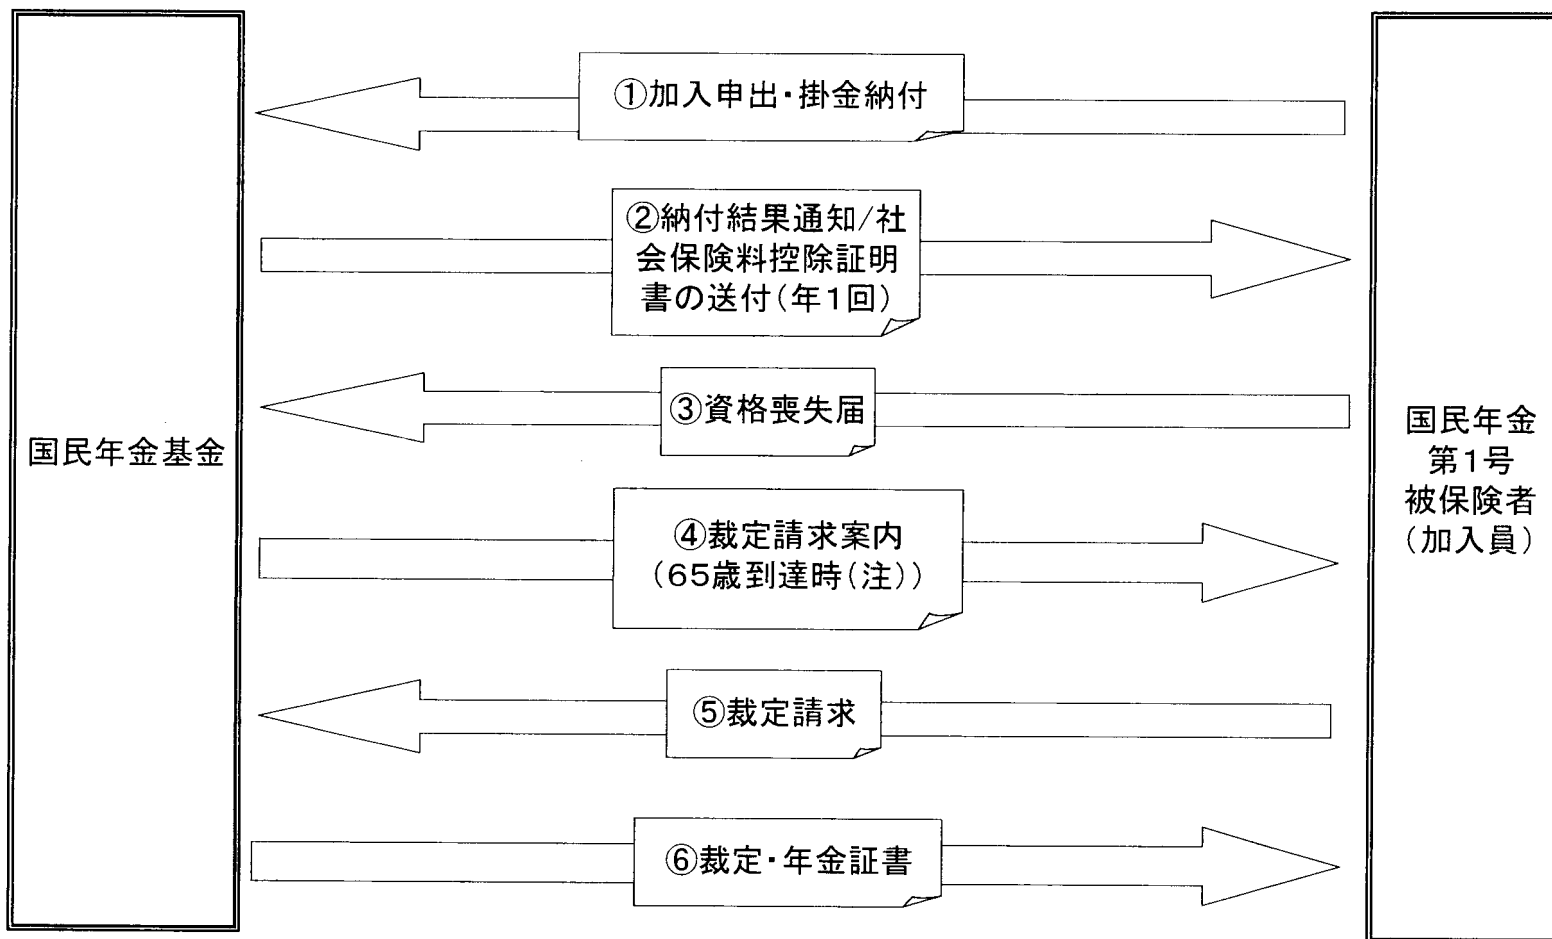 国民年金基金
①加入申出・掛金納付
②納付結果通知/社
会保険料控除証明
書の送付(年1回)
③資格喪失届
④裁定請求案内
(65歳到達時(注))
⑤裁定請求
⑥裁定・年金証書
国民年金
第1号
被保険者
(加入員)